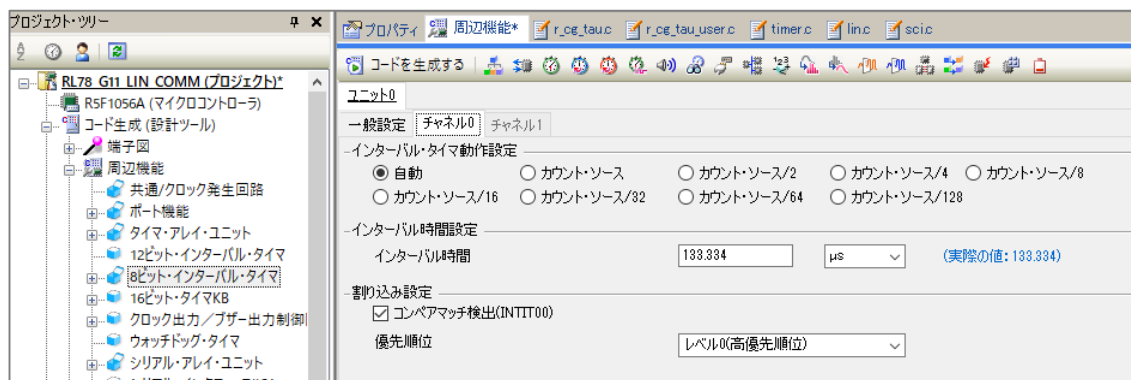 プロジェクト・ツリー
プロパティ
周辺機能*
r_cg_tau.c
r_cg_tau_user.c
timer.c
lin.c
sci.c
コードを生成する
RL78_G11_LIN_COMM (プロジェクト)*
R5F1056A (マイクロコントローラ)
コード生成 (設計ツール)
端子図
周辺機能
共通/クロック発生回路
ポート機能
タイマ・アレイ・ユニット
12ビット・インターバル・タイマ
8ビット・インターバル・タイマ
16ビット・タイマKB
クロック出力/ブザー出力制御
ウォッチドッグ・タイマ
シリアル・アレイ・ユニット
ユニット0
一般設定 チャネル0 チャネル1
インターバル・タイマ動作設定
自動 カウント・ソース カウント・ソース/2 カウント・ソース/4 カウント・ソース/8
カウント・ソース/16 カウント・ソース/32 カウント・ソース/64 カウント・ソース/128
インターバル時間設定
インターバル時間 133.334 μs (実際の値: 133.334)
割り込み設定
コンペアマッチ検出(INTIT00)
優先順位 レベル0(高優先順位)